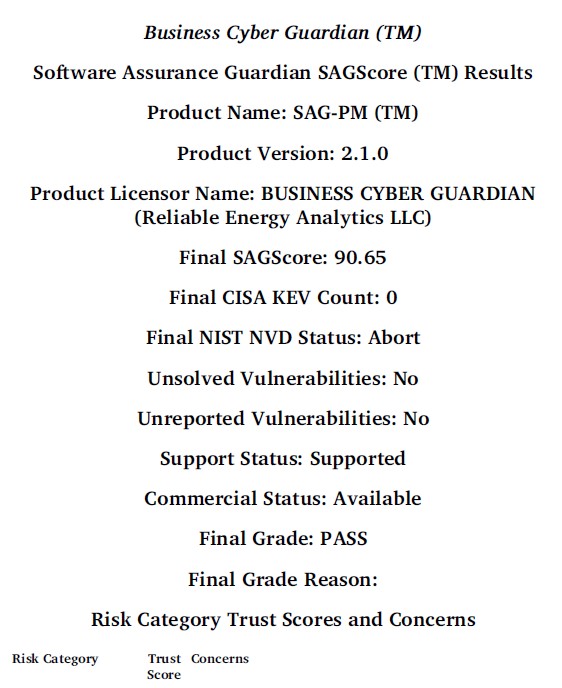 Business Cyber Guardian (TM)
Software Assurance Guardian SAGScore (TM) Results
Product Name: SAG-PM (TM)
Product Version: 2.1.0
Product Licensor Name: BUSINESS CYBER GUARDIAN
(Reliable Energy Analytics LLC)
Final SAGScore: 90.65
Final CISA KEV Count: 0
Final NIST NVD Status: Abort
Unsolved Vulnerabilities: No
Unreported Vulnerabilities: No
Support Status: Supported
Commercial Status: Available
Final Grade: PASS
Final Grade Reason:
Risk Category Trust Scores and Concerns
Risk Category Trust Concerns
Score